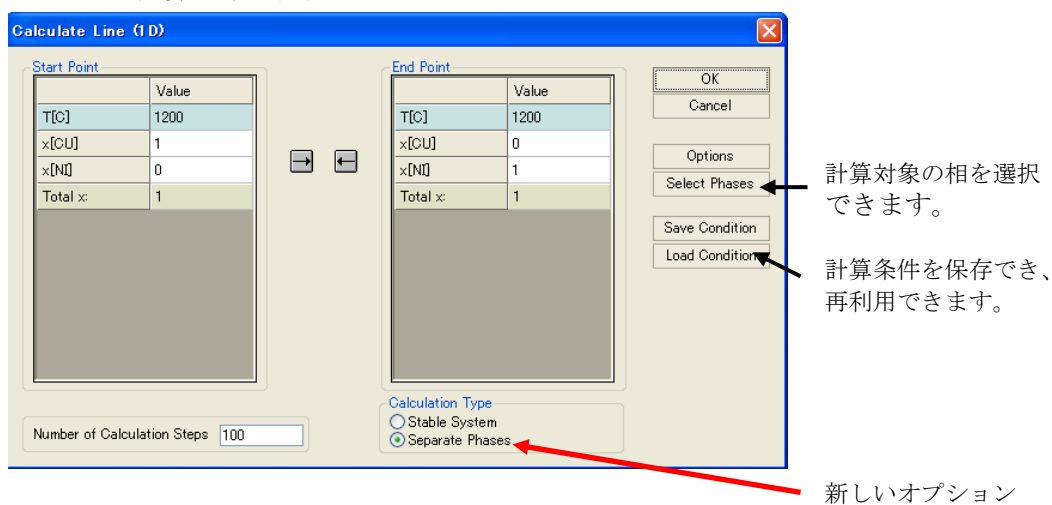 Calculate Line (1D)
Start Point
Value
T[C] 1200
x[CU] 1
x[NI] 0
Total x: 1
End Point
Value
T[C] 1200
x[CU] 0
x[NI] 1
Total x: 1
OK
Cancel
Options
Select Phases
Save Condition
Load Condition
Number of Calculation Steps 100
Calculation Type
Stable System
Separate Phases
計算対象の相を選択
できます。
計算条件を保存でき、
再利用できます。
新しいオプション